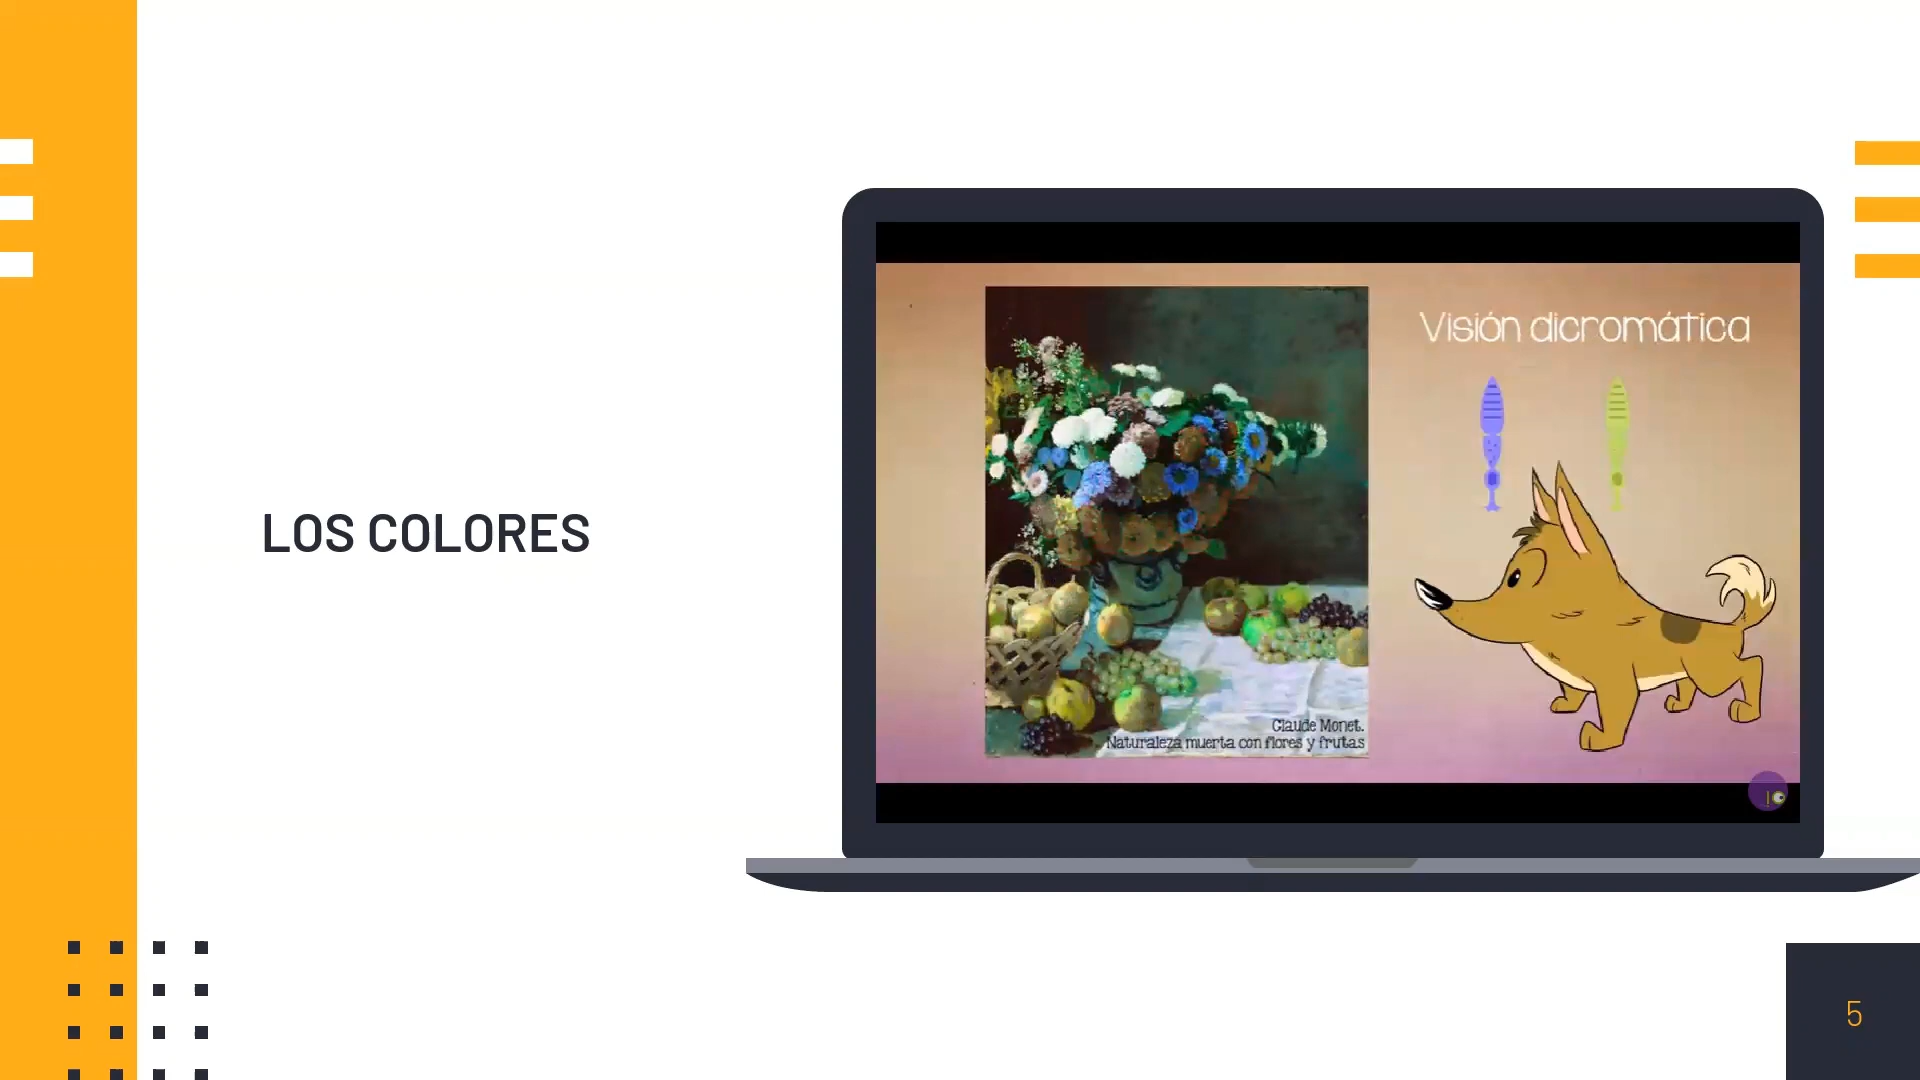 LOS COLORES
Visión dicromática
Claude Monet.
Naturaleza muerta con flores y frutas
5